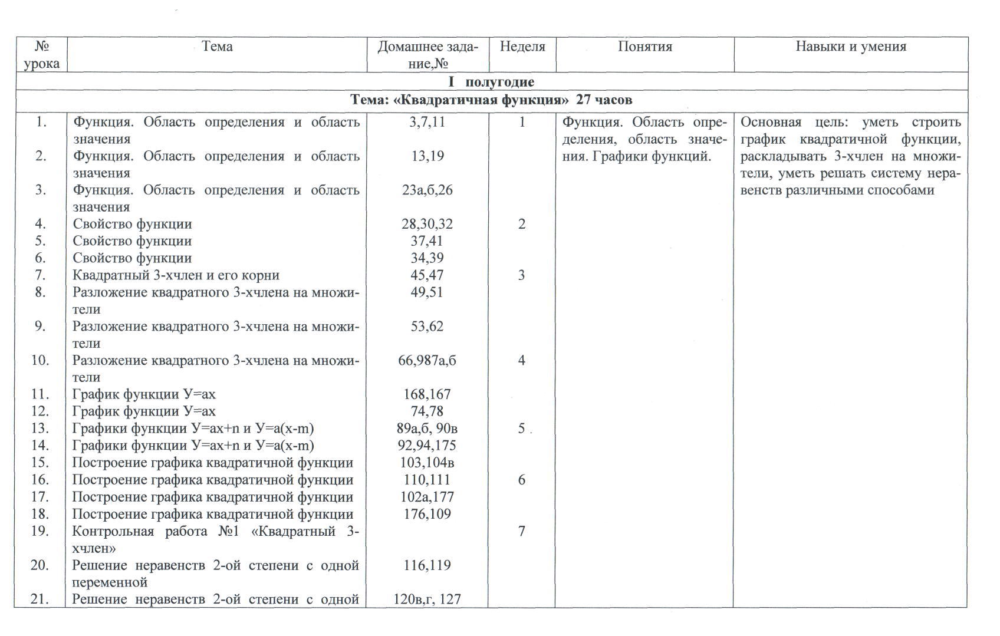 № урока Тема Домашнее зада-ние,№ Неделя Понятия Навыки и умения
I полугодие
Тема: «Квадратичная функция» 27 часов
1. Функция. Область определения и область 3,7,11 1 Функция. Область опре- Основная цель: уметь строить
значения деления, область значе- график квадратичной функции,
2. Функция. Область определения и область 13,19 ния. Графики функций. раскладывать 3-хчлен на множи-
значения тели, уметь решать систему нера-
3. Функция. Область определения и область 23а,б,26 венств различными способами
значения
4. Свойство функции 28,30,32 2
5. Свойство функции 37,41
6. Свойство функции 34,39
7. Квадратный 3-хчлен и его корни 45,47 3
8. Разложение квадратного 3-хчлена на множи- 49,51
тели
9. Разложение квадратного 3-хчлена на множи- 53,62
тели
10. Разложение квадратного 3-хчлена на множи- 66,987а,б 4
тели
11. График функции У=ах 168,167
12. График функции У=ах 74,78
13. Графики функции У=ах+n и У=а(х-m) 89а,б, 90в 5 .
14. Графики функции У=ах+n и У=а(х-m) 92,94,175
15. Построение графика квадратичной функции 103,104в
16. Построение графика квадратичной функции 110,111 6
17. Построение графика квадратичной функции 102а,177
18. Построение графика квадратичной функции 176,109
19. Контрольная работа №1 «Квадратный 3- 7
хчлен»
20. Решение неравенств 2-ой степени с одной 116,119
переменной
21. Решение неравенств 2-ой степени с одной 120в,г, 127